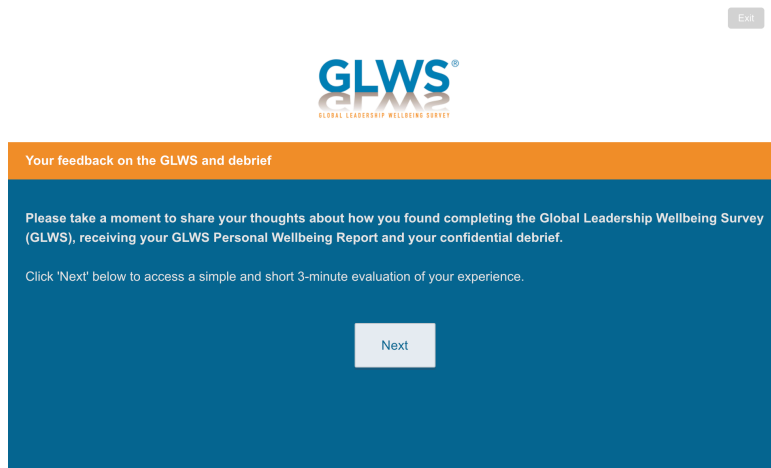 Exit
GLWS®
GLOBAL LEADERSHIP WELLBEING SURVEY
Your feedback on the GLWS and debrief
Please take a moment to share your thoughts about how you found completing the Global Leadership Wellbeing Survey
(GLWS), receiving your GLWS Personal Wellbeing Report and your confidential debrief.
Click 'Next' below to access a simple and short 3-minute evaluation of your experience.
Next